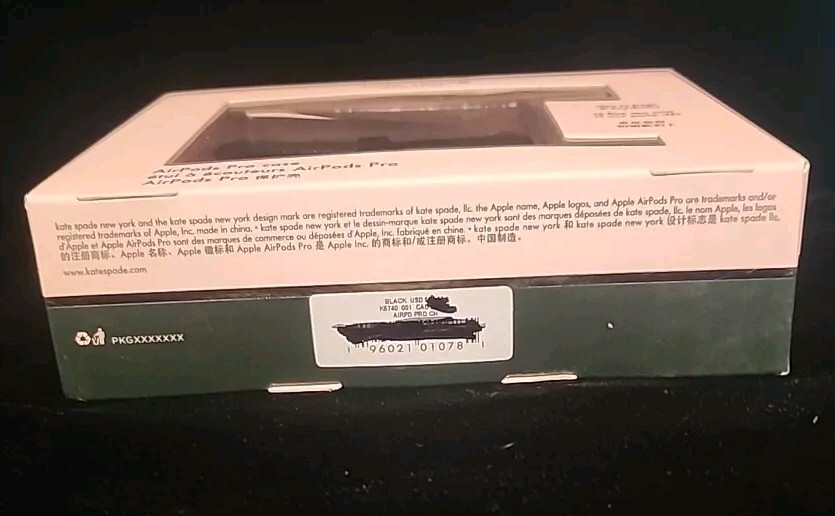 AirPods Pro case
étui à écouteurs AirPods Pro
AirPods Pro 保护壳
kate spade new york and the kate spade new york design mark are registered trademarks of kate spade, llc. the Apple name, Apple logos, and Apple AirPods Pro are trademarks and/or
registered trademarks of Apple, Inc. made in china. • kate spade new york et le dessin-marque kate spade new york sont des marques déposées de kate spade, llc. le nom Apple, les logos
d'Apple et Apple AirPods Pro sont des marques de commerce ou déposées d'Apple, Inc. fabriqué en chine. • kate spade new york 和 kate spade new york 设计标志是 kate spade llc.
的注册商标。Apple 名称、Apple 徽标和 Apple AirPods Pro 是 Apple Inc. 的商标和/或注册商标。中国制造。
www.katespade.com
PKGXXXXXXX
BLACK USD
K6740 001 CAD
AIRPD PRO CH
1 96021 01078 1